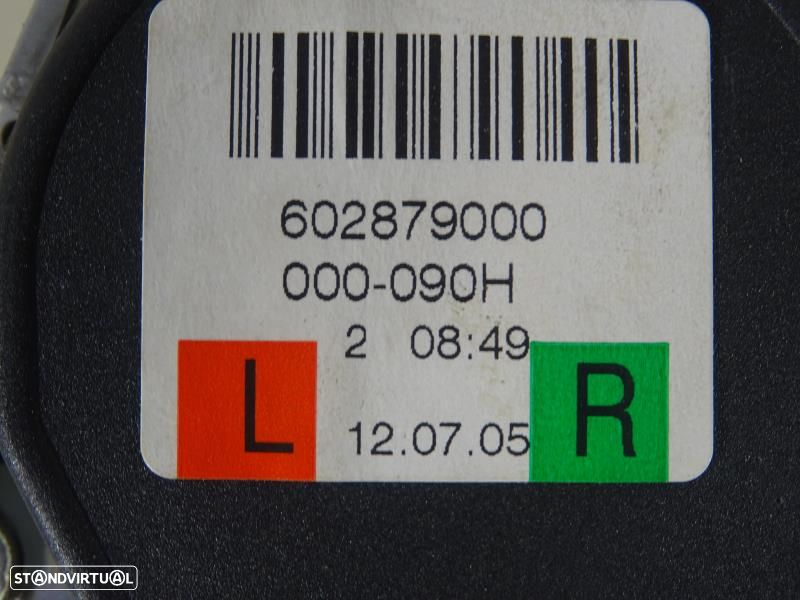 602879000
000-090H
2 08:49
L 12.07.05 R
STANDVIRTUAL